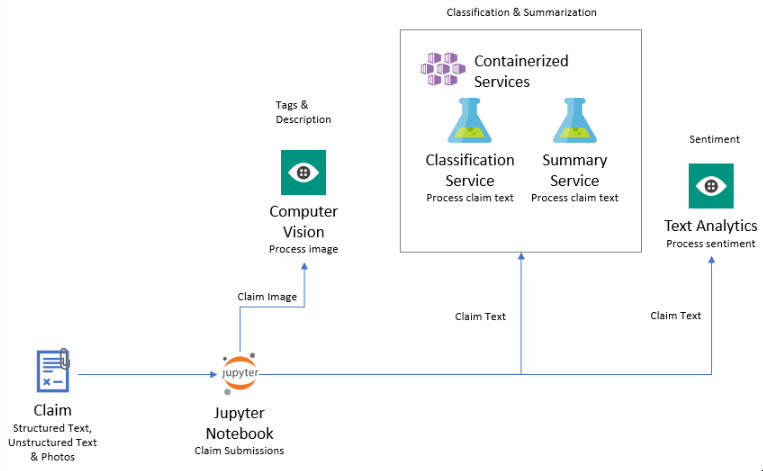 Classification & Summarization
Containerized
Services
Tags &
Description
Classification
Service
Process claim text
Summary
Service
Process claim text
Sentiment
Computer
Vision
Process image
Text Analytics
Process sentiment
Claim Image
Claim Text
Claim Text
jupyter
Claim
Structured Text,
Unstructured Text
& Photos
Jupyter
Notebook
Claim Submissions